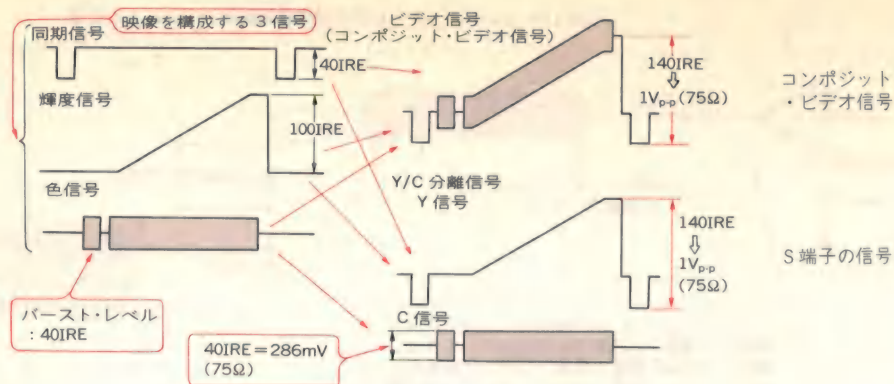 映像を構成する3信号
同期信号
40IRE
輝度信号
100IRE
色信号
バースト・レベル
:40IRE
ビデオ信号
(コンポジット・ビデオ信号)
140IRE
⇩
1Vp-p(75Ω)
コンポジット
・ビデオ信号
Y/C 分離信号
Y 信号
140IRE
⇩
1Vp-p
(75Ω)
S 端子の信号
C 信号
40IRE=286mV
(75Ω)